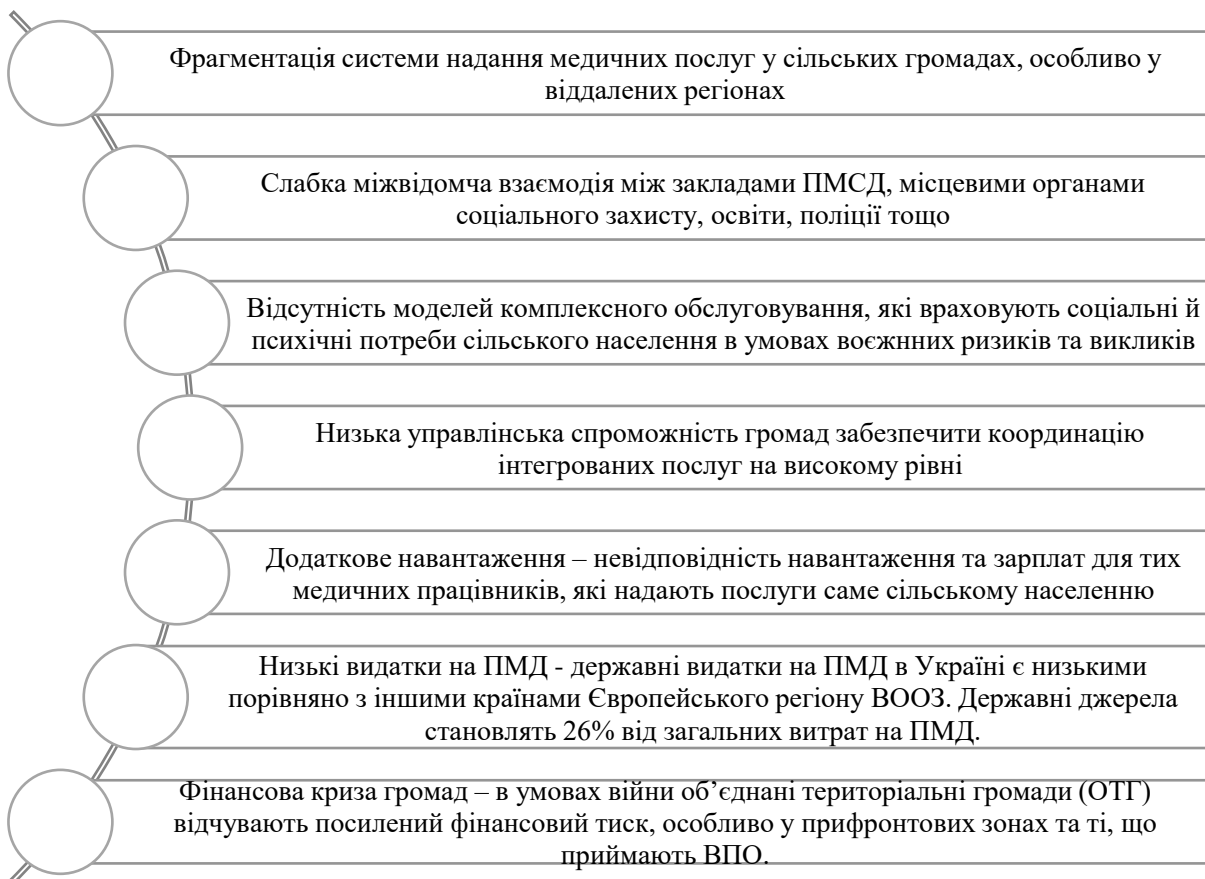 Фрагментація системи надання медичних послуг у сільських громадах, особливо у
віддалених регіонах
Слабка міжвідомча взаємодія між закладами ПМСД, місцевими органами
соціального захисту, освіти, поліції тощо
Відсутність моделей комплексного обслуговування, які враховують соціальні й
психічні потреби сільського населення в умовах воєжнних ризиків та викликів
Низька управлінська спроможність громад забезпечити координацію
інтегрованих послуг на високому рівні
Додаткове навантаження – невідповідність навантаження та зарплат для тих
медичних працівників, які надають послуги саме сільському населенню
Низькі видатки на ПМД - державні видатки на ПМД в Україні є низькими
порівняно з іншими країнами Європейського регіону ВООЗ. Державні джерела
становлять 26% від загальних витрат на ПМД.
Фінансова криза громад – в умовах війни об’єднані територіальні громади (ОТГ)
відчувають посилений фінансовий тиск, особливо у прифронтових зонах та ті, що
приймають ВПО.